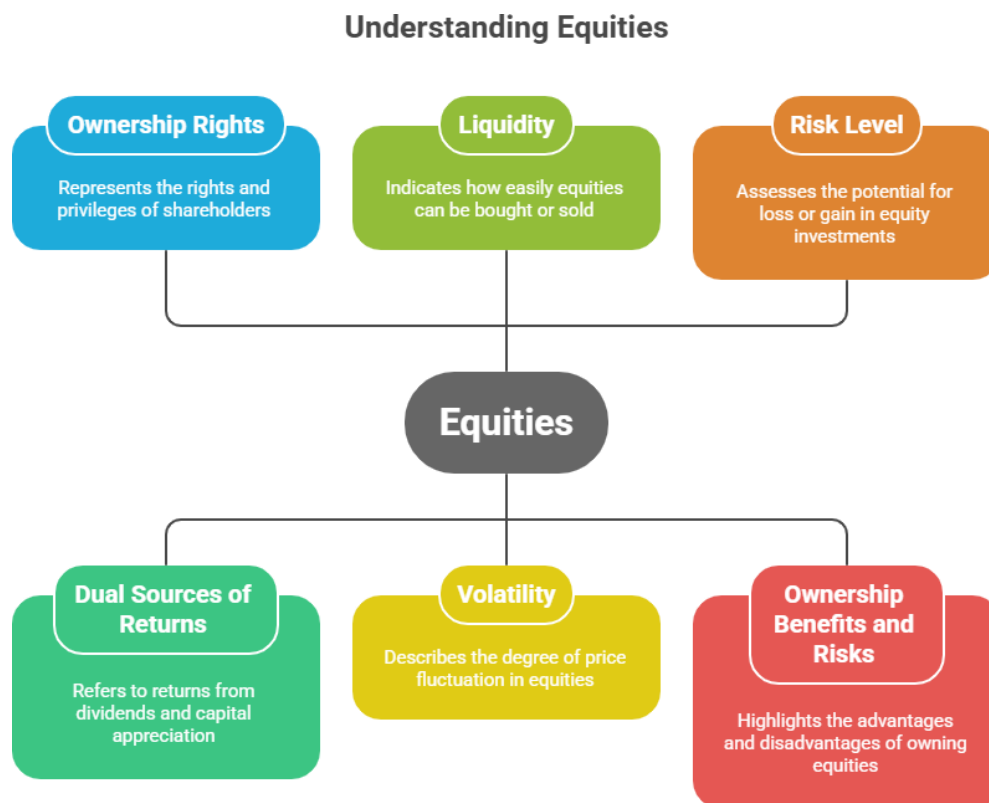 Understanding Equities
Ownership Rights
Represents the rights and
privileges of shareholders
Liquidity
Indicates how easily equities
can be bought or sold
Risk Level
Assesses the potential for
loss or gain in equity
investments
Equities
Dual Sources of
Returns
Refers to returns from
dividends and capital
appreciation
Volatility
Describes the degree of price
fluctuation in equities
Ownership
Benefits and
Risks
Highlights the advantages
and disadvantages of owning
equities